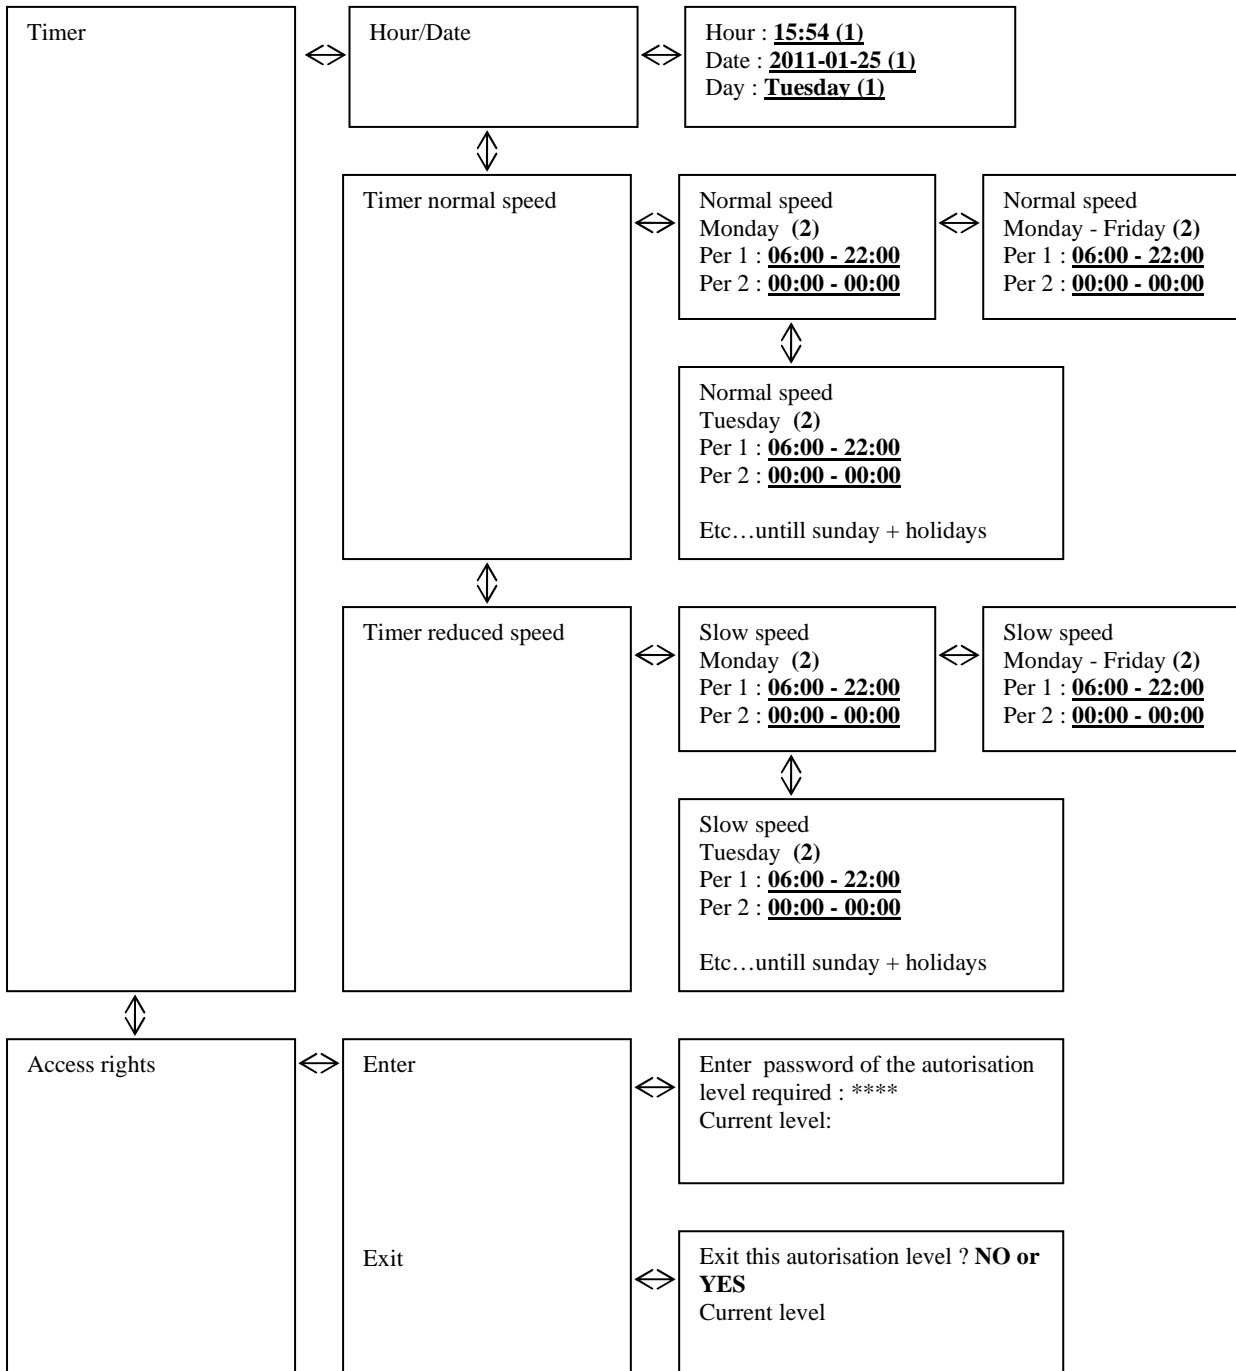 Timer
Hour/Date
Hour : 15:54 (1)
Date : 2011-01-25 (1)
Day : Tuesday (1)
Timer normal speed
Normal speed
Monday (2)
Per 1 : 06:00 - 22:00
Per 2 : 00:00 - 00:00
Normal speed
Monday - Friday (2)
Per 1 : 06:00 - 22:00
Per 2 : 00:00 - 00:00
Normal speed
Tuesday (2)
Per 1 : 06:00 - 22:00
Per 2 : 00:00 - 00:00
Etc…untill sunday + holidays
Timer reduced speed
Slow speed
Monday (2)
Per 1 : 06:00 - 22:00
Per 2 : 00:00 - 00:00
Slow speed
Monday - Friday (2)
Per 1 : 06:00 - 22:00
Per 2 : 00:00 - 00:00
Slow speed
Tuesday (2)
Per 1 : 06:00 - 22:00
Per 2 : 00:00 - 00:00
Etc…untill sunday + holidays
Access rights
Enter
Enter password of the autorisation
level required : ****
Current level:
Exit
Exit this autorisation level ? NO or
YES
Current level